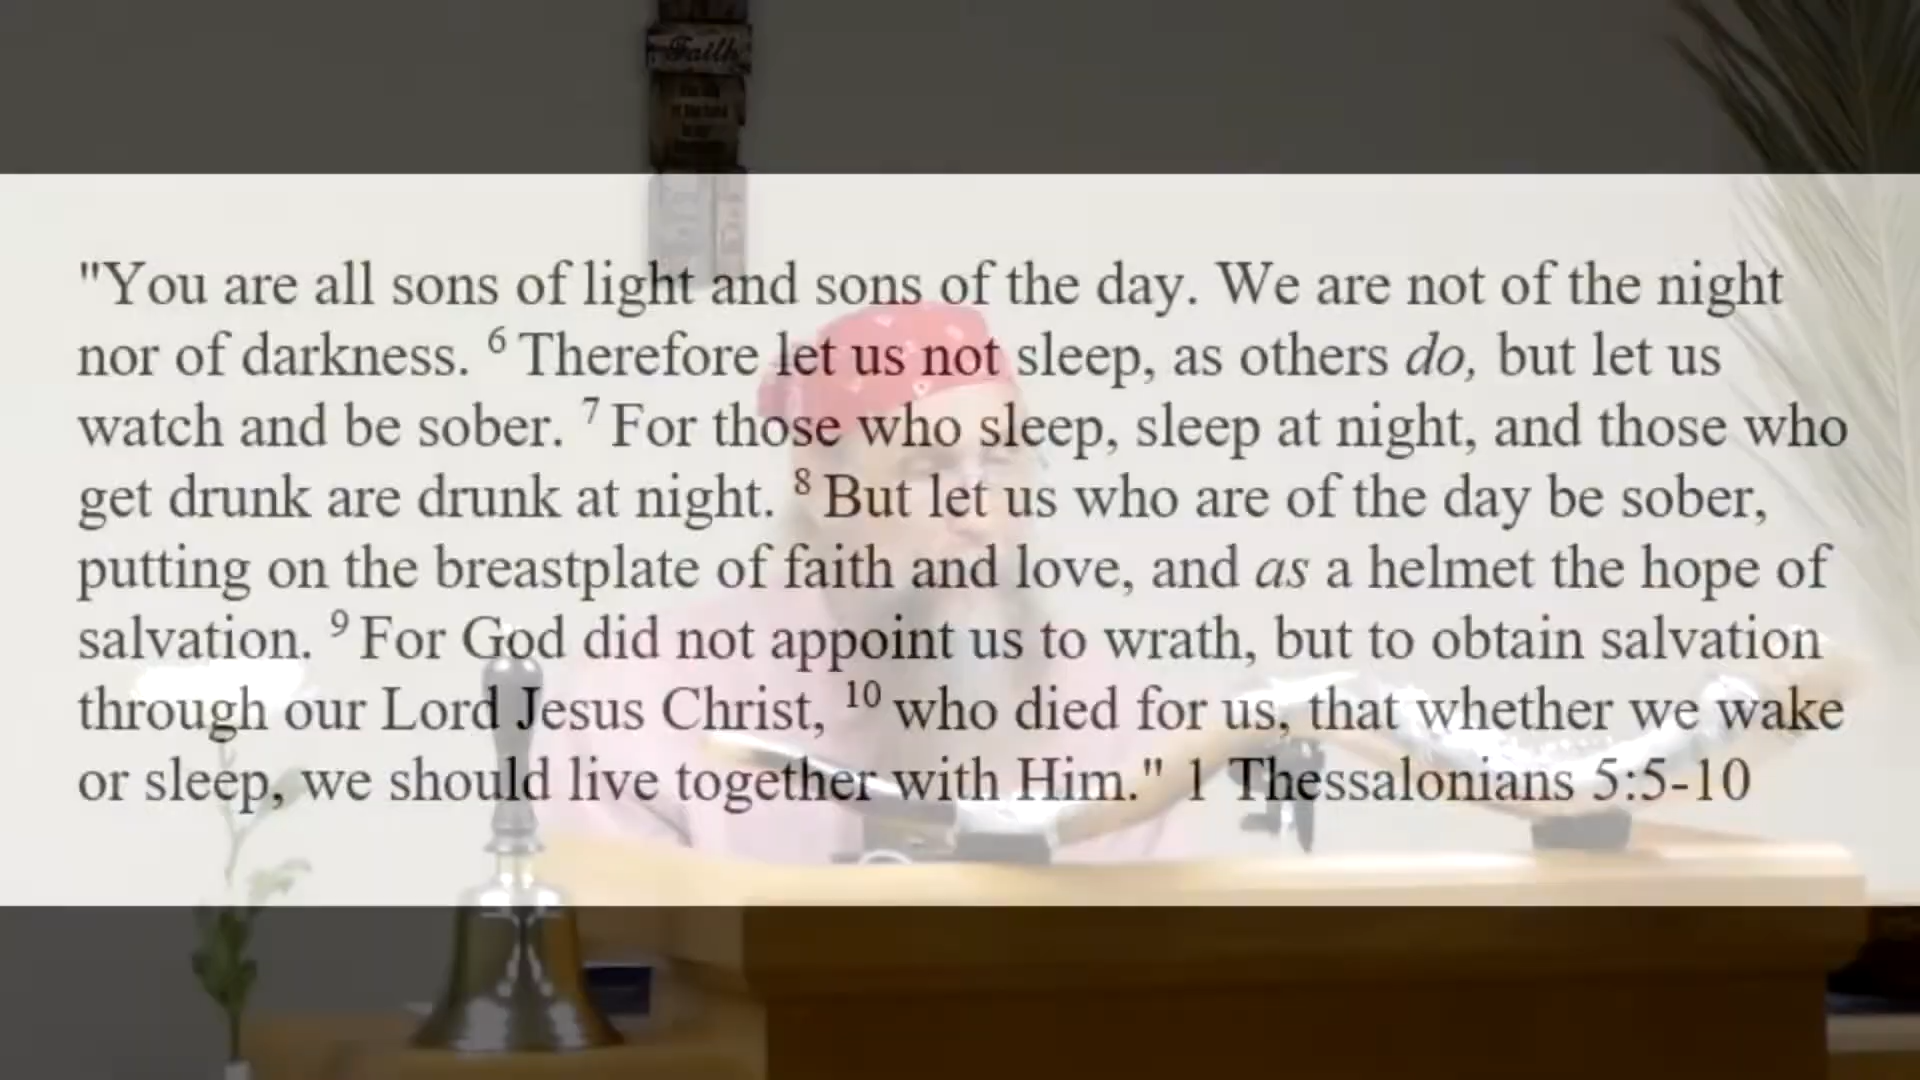 Faith
"You are all sons of light and sons of the day. We are not of the night
nor of darkness. ⁶ Therefore let us not sleep, as others do, but let us
watch and be sober. ⁷ For those who sleep, sleep at night, and those who
get drunk are drunk at night. ⁸ But let us who are of the day be sober,
putting on the breastplate of faith and love, and as a helmet the hope of
salvation. ⁹ For God did not appoint us to wrath, but to obtain salvation
through our Lord Jesus Christ, ¹⁰ who died for us, that whether we wake
or sleep, we should live together with Him." 1 Thessalonians 5:5-10